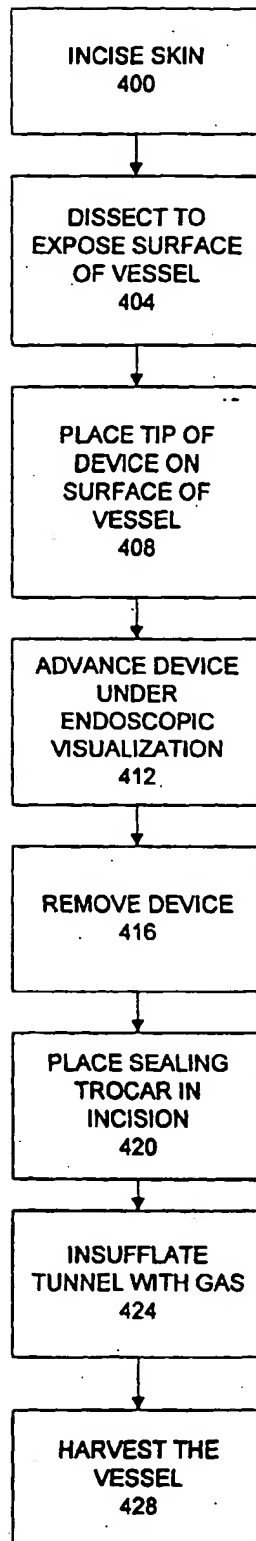 INCISE SKIN
400
DISSECT TO
EXPOSE SURFACE
OF VESSEL
404
PLACE TIP OF
DEVICE ON
SURFACE OF
VESSEL
408
ADVANCE DEVICE
UNDER
ENDOSCOPIC
VISUALIZATION
412
REMOVE DEVICE
416
PLACE SEALING
TROCAR IN
INCISION
420
INSUFFLATE
TUNNEL WITH GAS
424
HARVEST THE
VESSEL
428